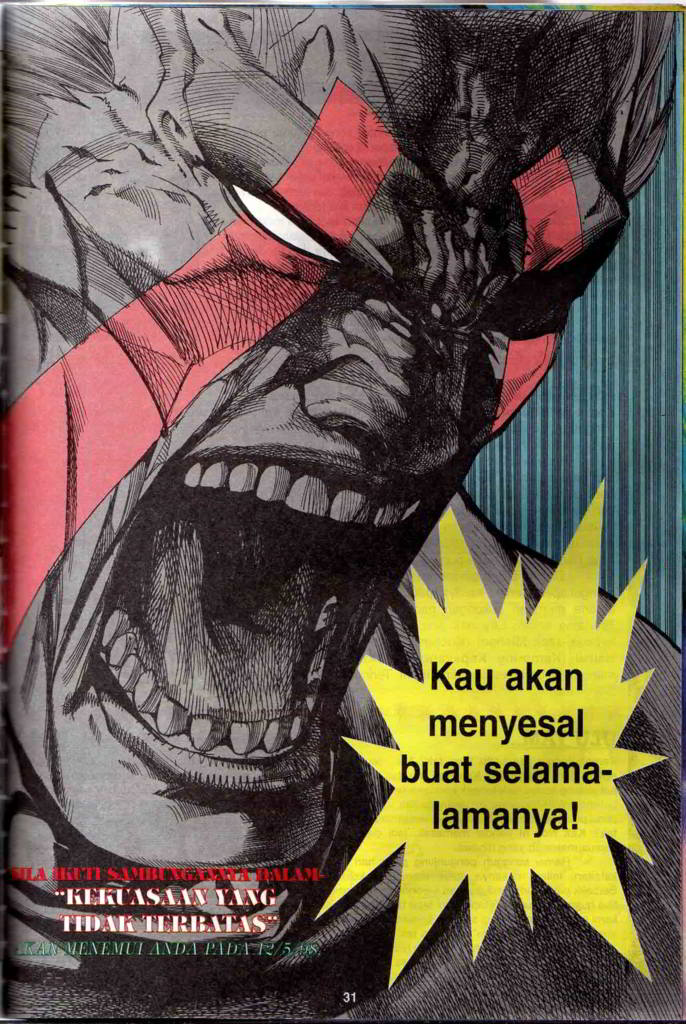 Kau akan
menyesal
buat selama-
lamanya!
SILA IKUTI SAMBUNGANNYA DALAM-
"KEKUASAAN YANG
TIDAK TERBATAS"
AKAN MENEMUI ANDA PADA 12/5/98.
31